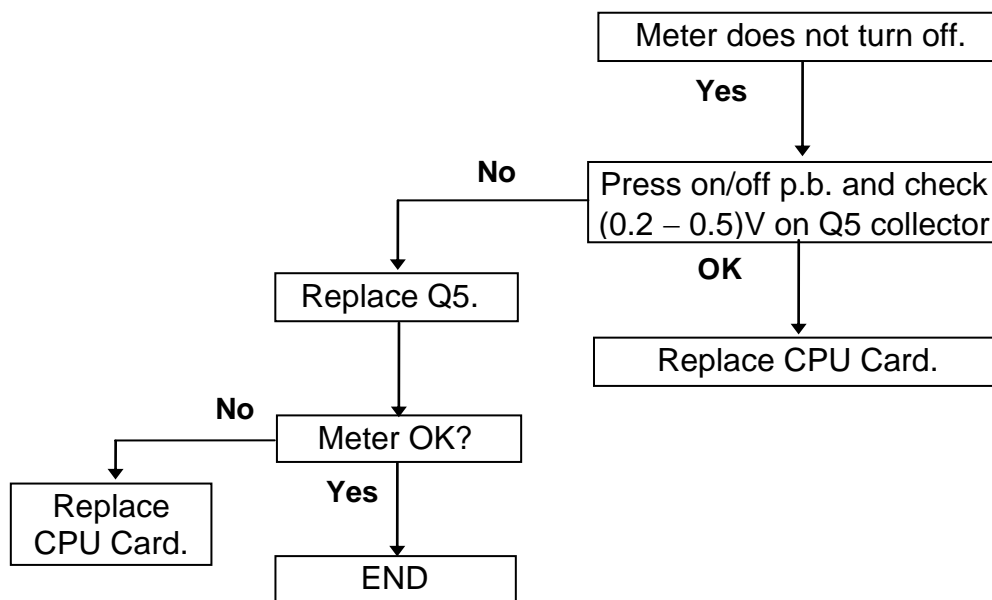 Meter does not turn off.
Yes
No
Press on/off p.b. and check
(0.2 – 0.5)V on Q5 collector
OK
Replace Q5.
Replace CPU Card.
No
Meter OK?
Yes
Replace
CPU Card.
END